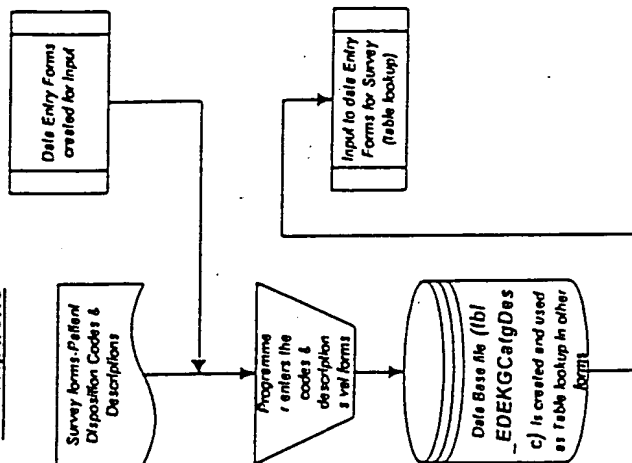 Data Entry Forms
created for Input
Survey forms-Patient
Disposition Codes &
Descriptions
Programme
r enters the
codes &
description
s val forms
Input to data Entry
Forms for Survey
(table lookup)
Data Base file (tbl
_EDEKGCatgDes
c) Is created and used
as Table lookup in other
forms